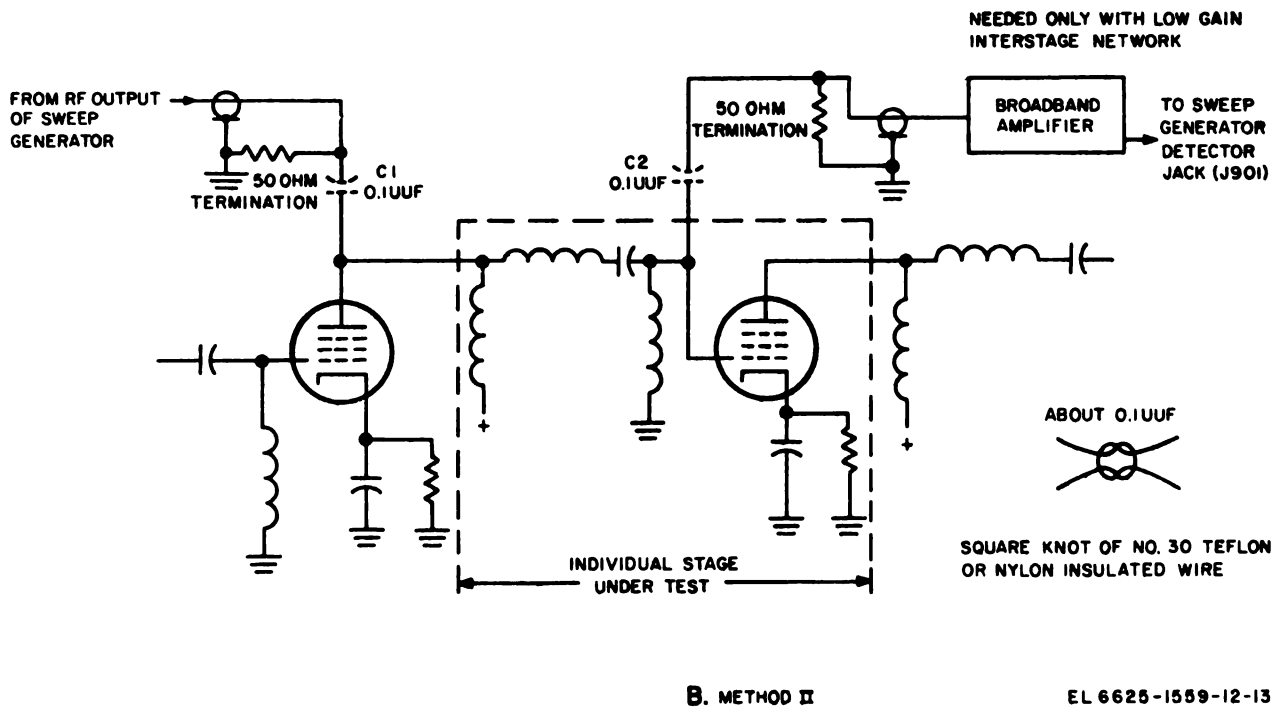 NEEDED ONLY WITH LOW GAIN
INTERSTAGE NETWORK
FROM RF OUTPUT
OF SWEEP
GENERATOR
50 OHM
TERMINATION
C1
0.1UUF
C2
0.1UUF
50 OHM
TERMINATION
BROADBAND
AMPLIFIER
TO SWEEP
GENERATOR
DETECTOR
JACK (J901)
+
+
ABOUT 0.1UUF
SQUARE KNOT OF NO. 30 TEFLON
OR NYLON INSULATED WIRE
INDIVIDUAL STAGE
UNDER TEST
B. METHOD II
EL 6625-1559-12-13